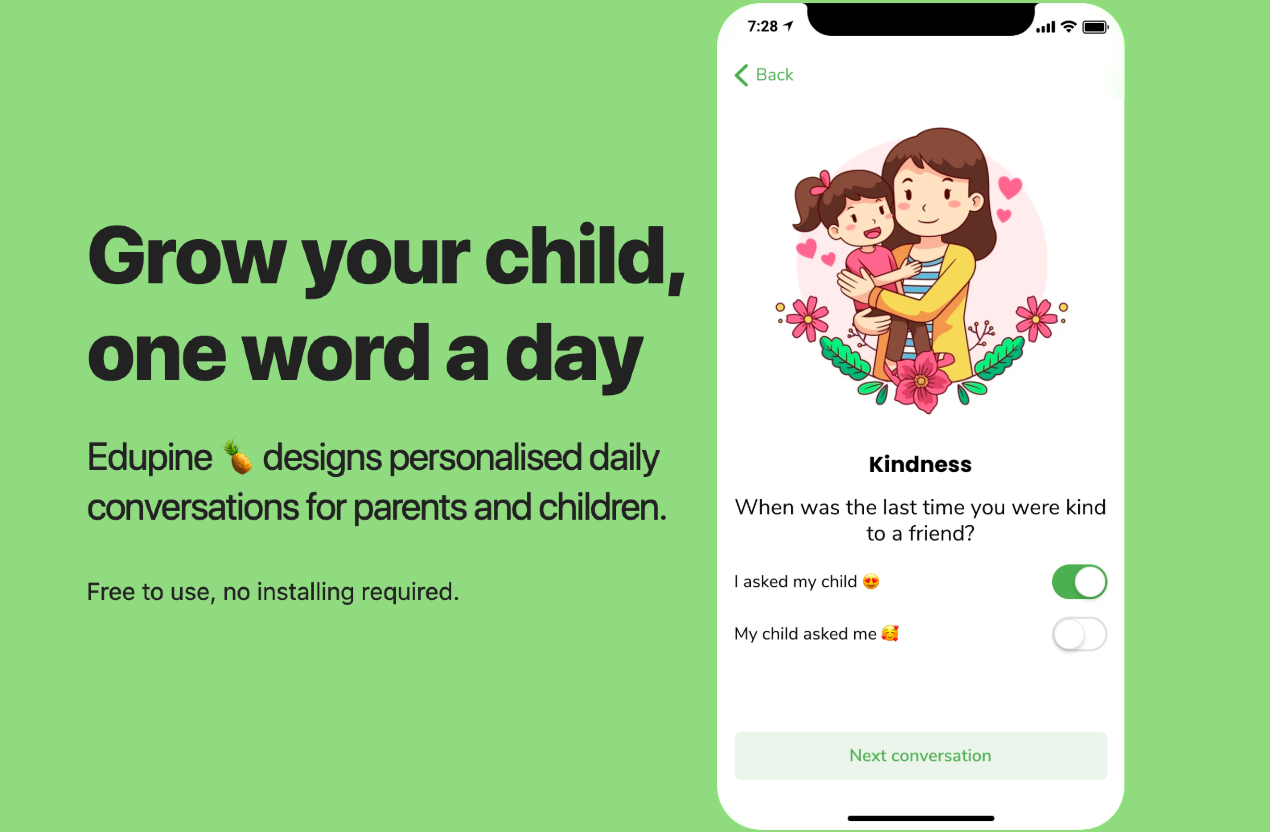 Grow your child,
one word a day
Edupine 🍍 designs personalised daily
conversations for parents and children.
Free to use, no installing required.
7:28
Back
Kindness
When was the last time you were kind
to a friend?
I asked my child 😍
My child asked me 🥰
Next conversation